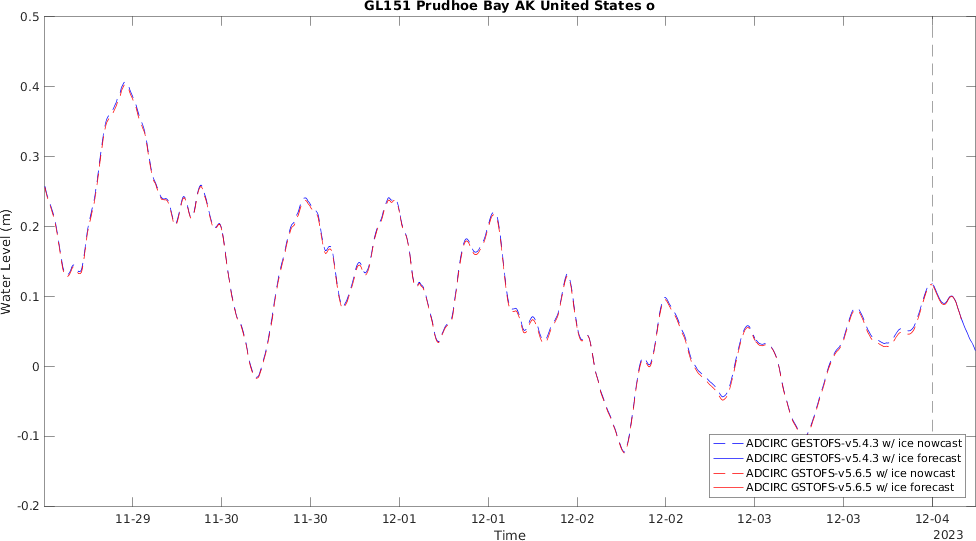 GL151 Prudhoe Bay AK United States o
0.5
0.4
0.3
0.2
0.1
0
-0.1
-0.2
Water Level (m)
ADCIRC GESTOFS-v5.4.3 w/ ice nowcast
ADCIRC GESTOFS-v5.4.3 w/ ice forecast
ADCIRC GSTOFS-v5.6.5 w/ ice nowcast
ADCIRC GSTOFS-v5.6.5 w/ ice forecast
11-29 11-30 11-30 12-01 12-01 12-02 12-02 12-03 12-03 12-04
Time
2023